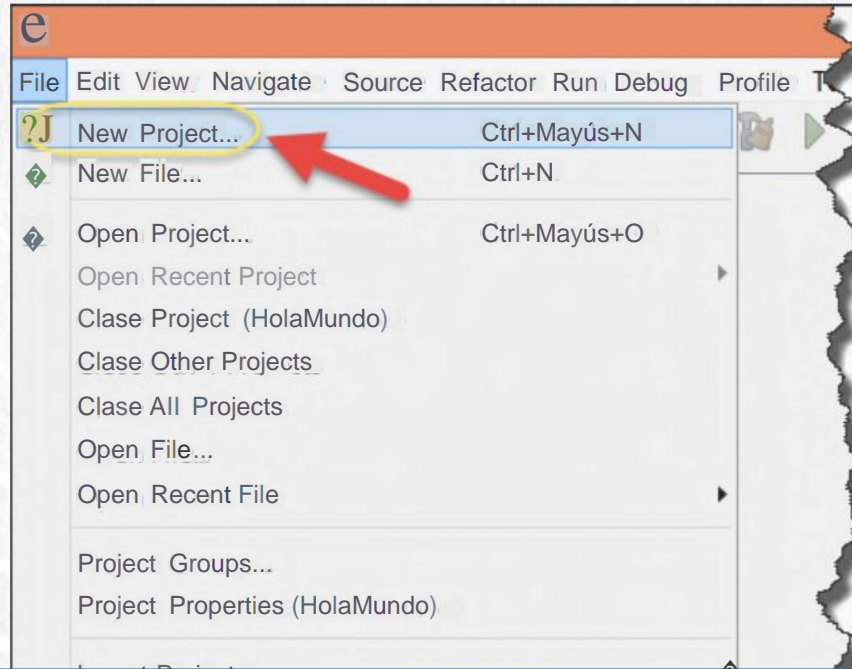 e
File Edit View Navigate Source Refactor Run Debug Profile
?J New Project... Ctrl+Mayús+N
? New File... Ctrl+N
? Open Project... Ctrl+Mayús+O
Open Recent Project
Clase Project (HolaMundo)
Clase Other Projects
Clase All Projects
Open File...
Open Recent File
Project Groups...
Project Properties (HolaMundo)